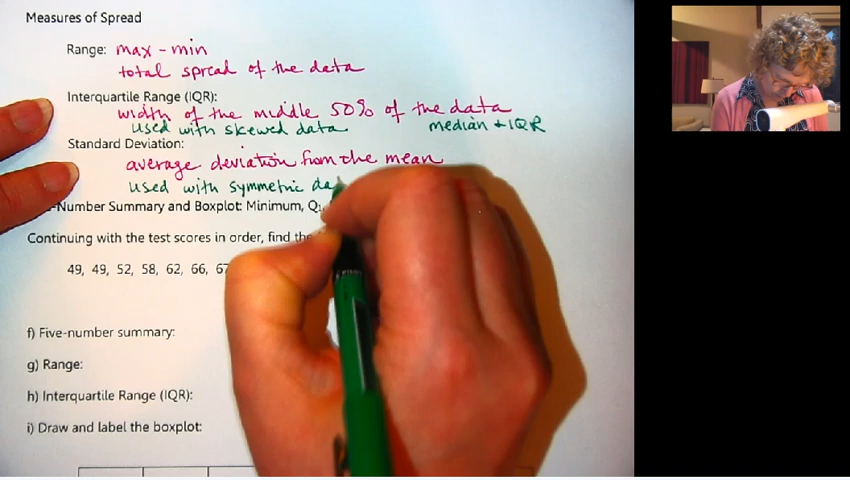 Measures of Spread
Range: max - min
total spread of the data
Interquartile Range (IQR):
width of the middle 50% of the data
used with skewed data median + IQR
Standard Deviation:
average deviation from the mean
used with symmetric da
-Number Summary and Boxplot: Minimum, Q₁
Continuing with the test scores in order, find the
49, 49, 52, 58, 62, 66, 67
f) Five-number summary:
g) Range:
h) Interquartile Range (IQR):
i) Draw and label the boxplot: